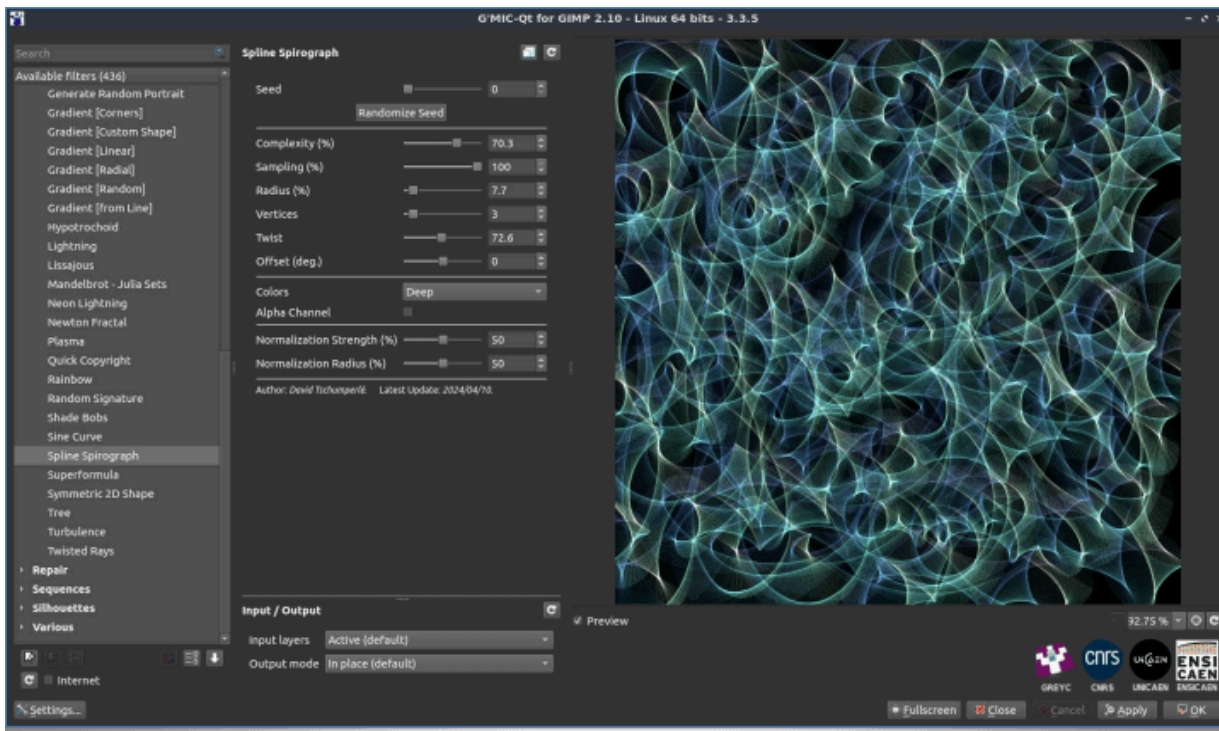 G'MIC-Qt for GIMP 2.10 - Linux 64 bits - 3.3.5
Search
Available filters (436)
Generate Random Portrait
Gradient [Corners]
Gradient [Custom Shape]
Gradient [Linear]
Gradient [Radial]
Gradient [Random]
Gradient [from Line]
Hypotrochoid
Lightning
Lissajous
Mandelbrot - Julia Sets
Neon Lightning
Newton Fractal
Plasma
Quick Copyright
Rainbow
Random Signature
Shade Bobs
Sine Curve
Spline Spirograph
Superformula
Symmetric 2D Shape
Tree
Turbulence
Twisted Rays
Repair
Sequences
Silhouettes
Various
Internet
Settings...
Spline Spirograph
Seed 0
Randomize Seed
Complexity (%) 70.3
Sampling (%) 100
Radius (%) 7.7
Vertices 3
Twist 72.6
Offset (deg.) 0
Colors Deep
Alpha Channel
Normalization Strength (%) 50
Normalization Radius (%) 50
Author: David Tschumperlé. Latest Update: 2024/04/10.
Input / Output
Input layers Active (default)
Output mode In place (default)
Preview
92.75 %
GREYC
cnrs
CNRS
UNICAEN
UNICAEN
ENSI
CAEN
ENSICAEN
Fullscreen
Close
Cancel
Apply
OK